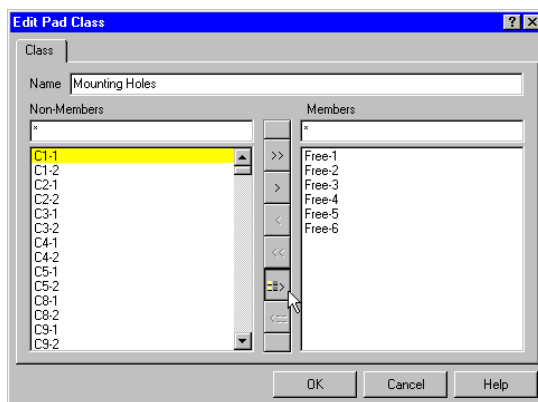 Edit Pad Class
Class
Name Mounting Holes
Non-Members
*
C1-1
C1-2
C2-1
C2-2
C3-1
C3-2
C4-1
C4-2
C5-1
C5-2
C8-1
C8-2
C9-1
C9-2
>>
>
<
<<
Members
*
Free-1
Free-2
Free-3
Free-4
Free-5
Free-6
OK
Cancel
Help